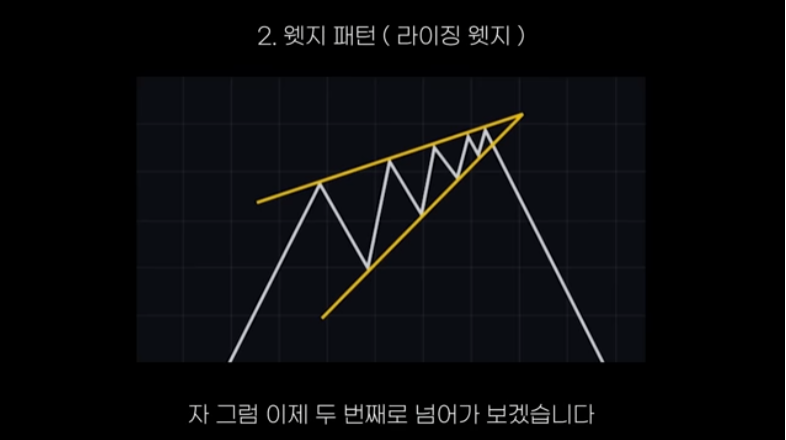 2. 웻지 패턴 ( 라이징 웻지 )
자 그럼 이제 두 번째로 넘어가 보겠습니다